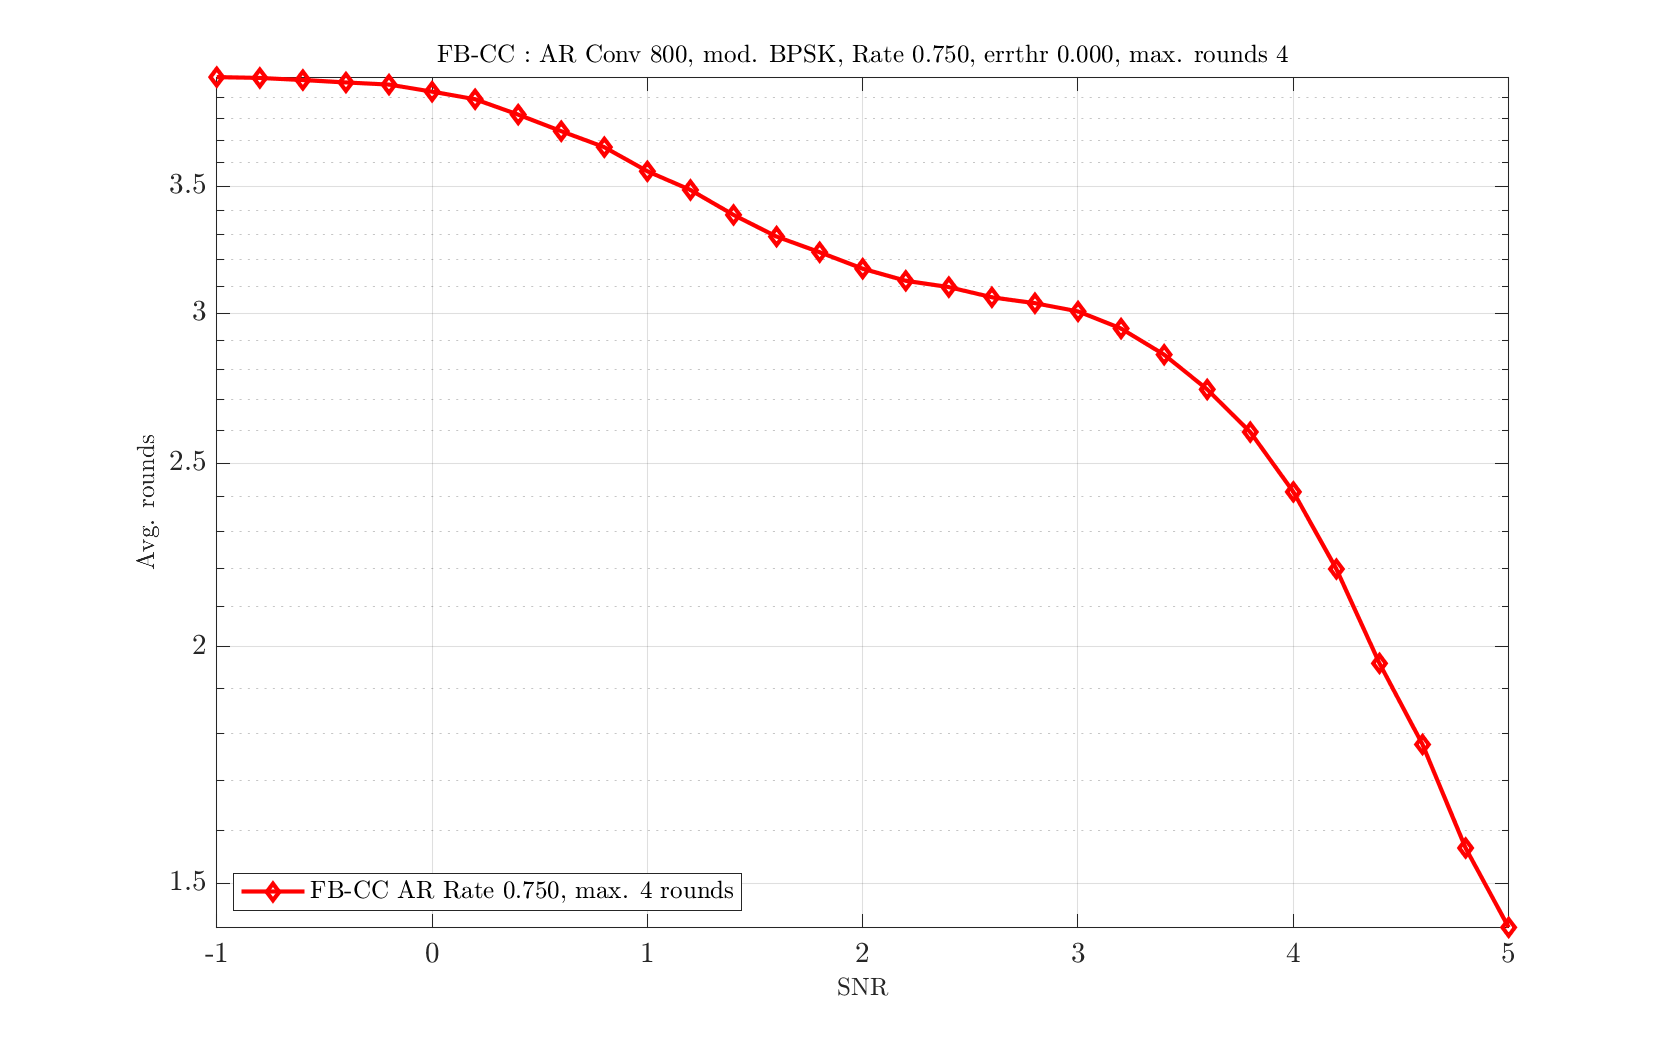 FB-CC : AR Conv 800, mod. BPSK, Rate 0.750, errthr 0.000, max. rounds 4
3.5
3
2.5
2
1.5
Avg. rounds
FB-CC AR Rate 0.750, max. 4 rounds
-1 0 1 2 3 4 5
SNR